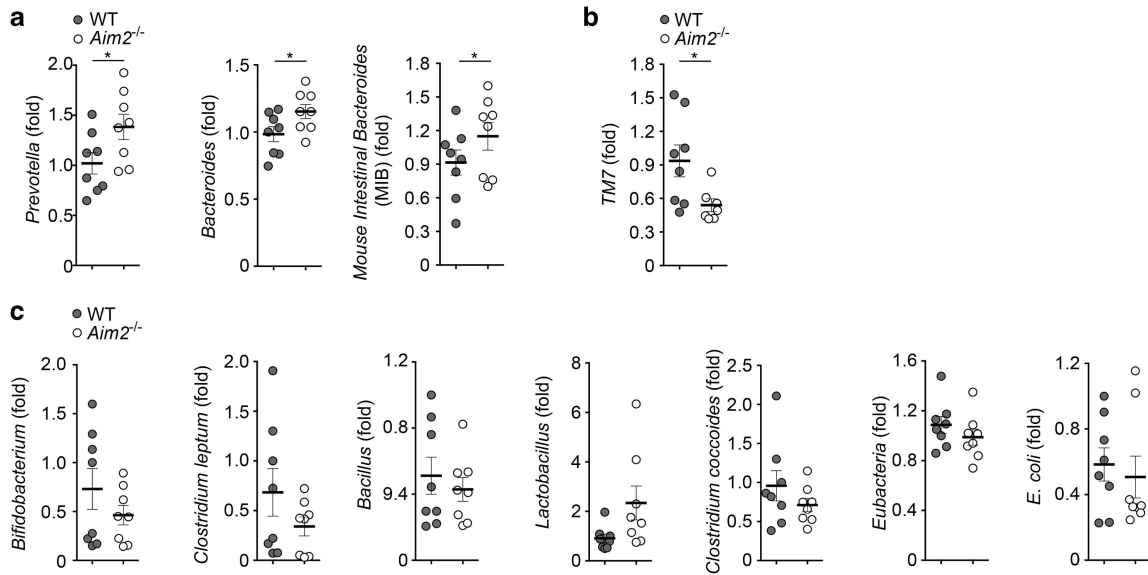 a
WT
Aim2-/-
Prevotella (fold)
2.0
1.5
1.0
0.5
0
*
Bacteroides (fold)
1.5
1.0
0.5
0
*
Mouse Intestinal Bacteroides
(MIB) (fold)
1.8
1.5
1.2
0.9
0.6
0.3
0
*
b
WT
Aim2-/-
TM7 (fold)
1.8
1.5
1.2
0.9
0.6
0.3
0
*
c
WT
Aim2-/-
Bifidobacterium (fold)
2.0
1.5
1.0
0.5
0
Clostridium leptum (fold)
2.0
1.5
1.0
0.5
0
Bacillus (fold)
1.2
0.8
9.4
0
Lactobacillus (fold)
8
6
4
2
0
Clostridium coccoides (fold)
2.5
2.0
1.5
1.0
0.5
0
Eubacteria (fold)
1.6
1.2
0.8
0.4
0
E. coli (fold)
1.2
0.8
0.4
0